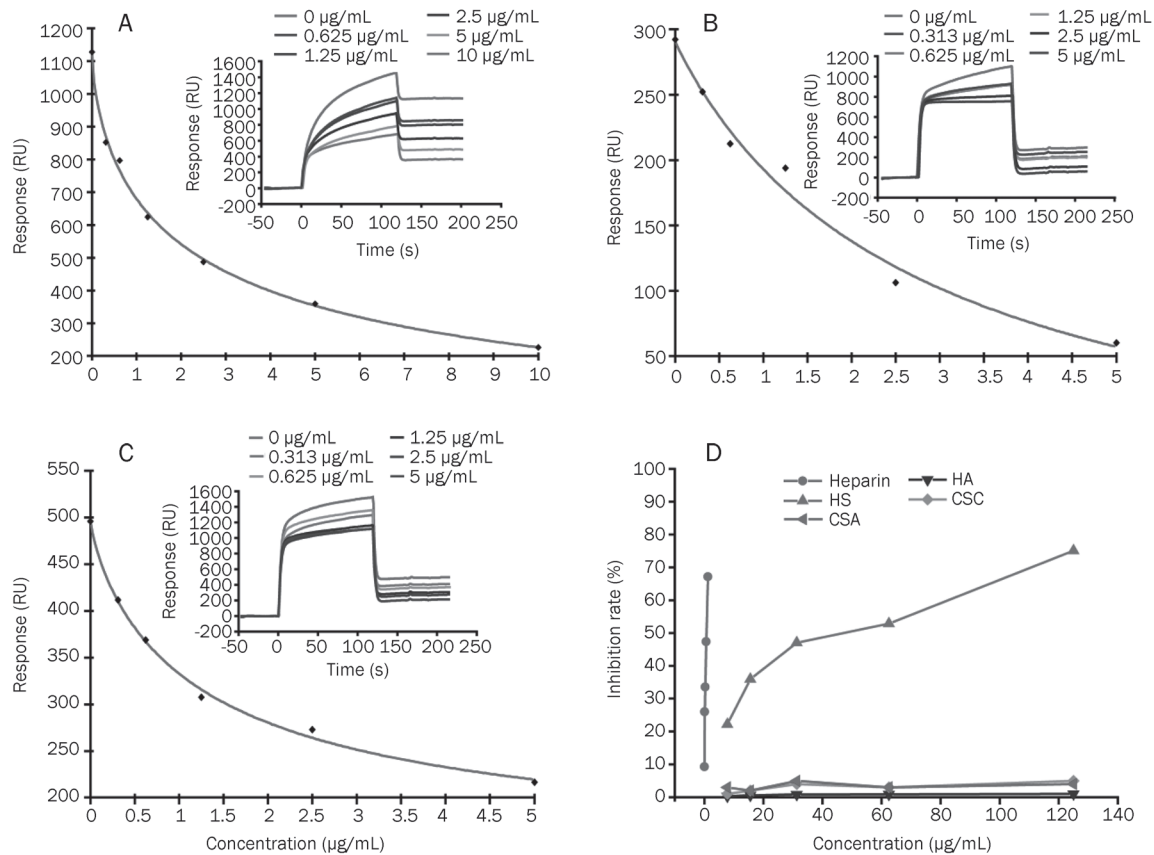 A
0 µg/mL
0.625 µg/mL
1.25 µg/mL
2.5 µg/mL
5 µg/mL
10 µg/mL
Response (RU)
1200
1100
1000
900
800
700
600
500
400
300
200
0 1 2 3 4 5 6 7 8 9 10
Response (RU)
1600
1400
1200
1000
800
600
400
200
0
-200
-50 0 50 100 150 200 250
Time (s)
B
0 µg/mL
0.313 µg/mL
0.625 µg/mL
1.25 µg/mL
2.5 µg/mL
5 µg/mL
Response (RU)
300
250
200
150
100
50
0 0.5 1 1.5 2 2.5 3 3.5 4 4.5 5
Response (RU)
1200
1000
800
600
400
200
0
-200
-50 0 50 100 150 200 250
Time (s)
C
0 µg/mL
0.313 µg/mL
0.625 µg/mL
1.25 µg/mL
2.5 µg/mL
5 µg/mL
Response (RU)
550
500
450
400
350
300
250
200
0 0.5 1 1.5 2 2.5 3 3.5 4 4.5 5
Concentration (µg/mL)
Response (RU)
1600
1400
1200
1000
800
600
400
200
0
-200
-50 0 50 100 150 200 250
Time (s)
D
Heparin
HS
CSA
HA
CSC
Inhibition rate (%)
100
90
80
70
60
50
40
30
20
10
0
0 20 40 60 80 100 120 140
Concentration (µg/mL)